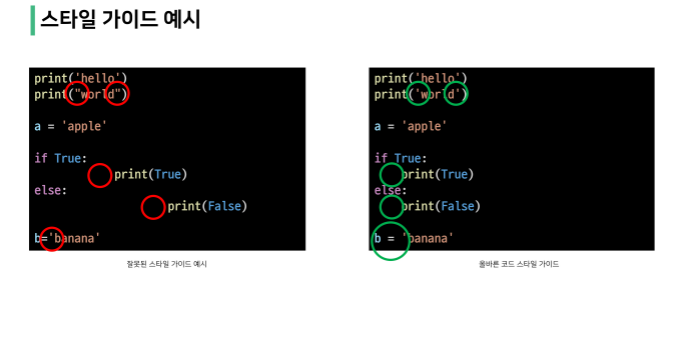 스타일 가이드 예시
print('hello')
print("world")
a = 'apple'
if True:
print(True)
else:
print(False)
b='banana'
잘못된 스타일 가이드 예시
print('hello')
print('world')
a = 'apple'
if True:
print(True)
else:
print(False)
b = 'banana'
올바른 코드 스타일 가이드